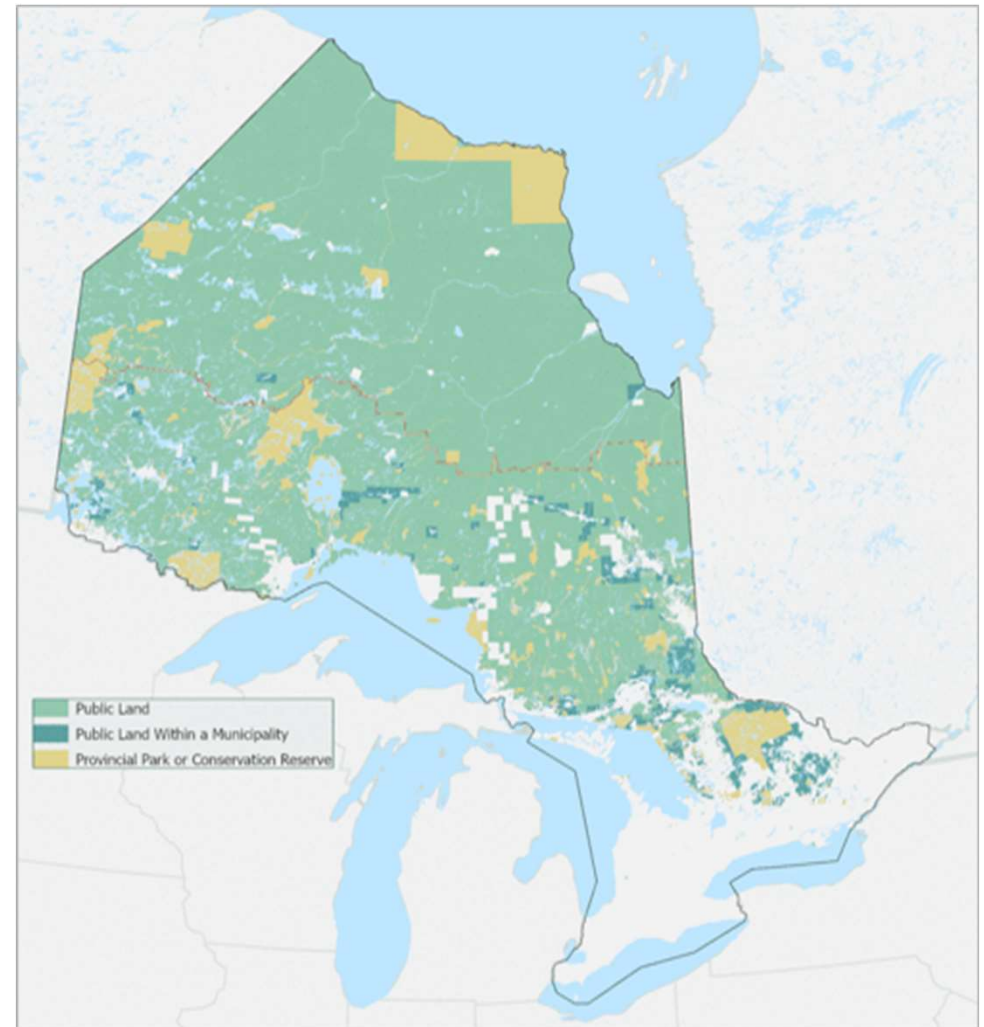 Public Land
Public Land Within a Municipality
Provincial Park or Conservation Reserve